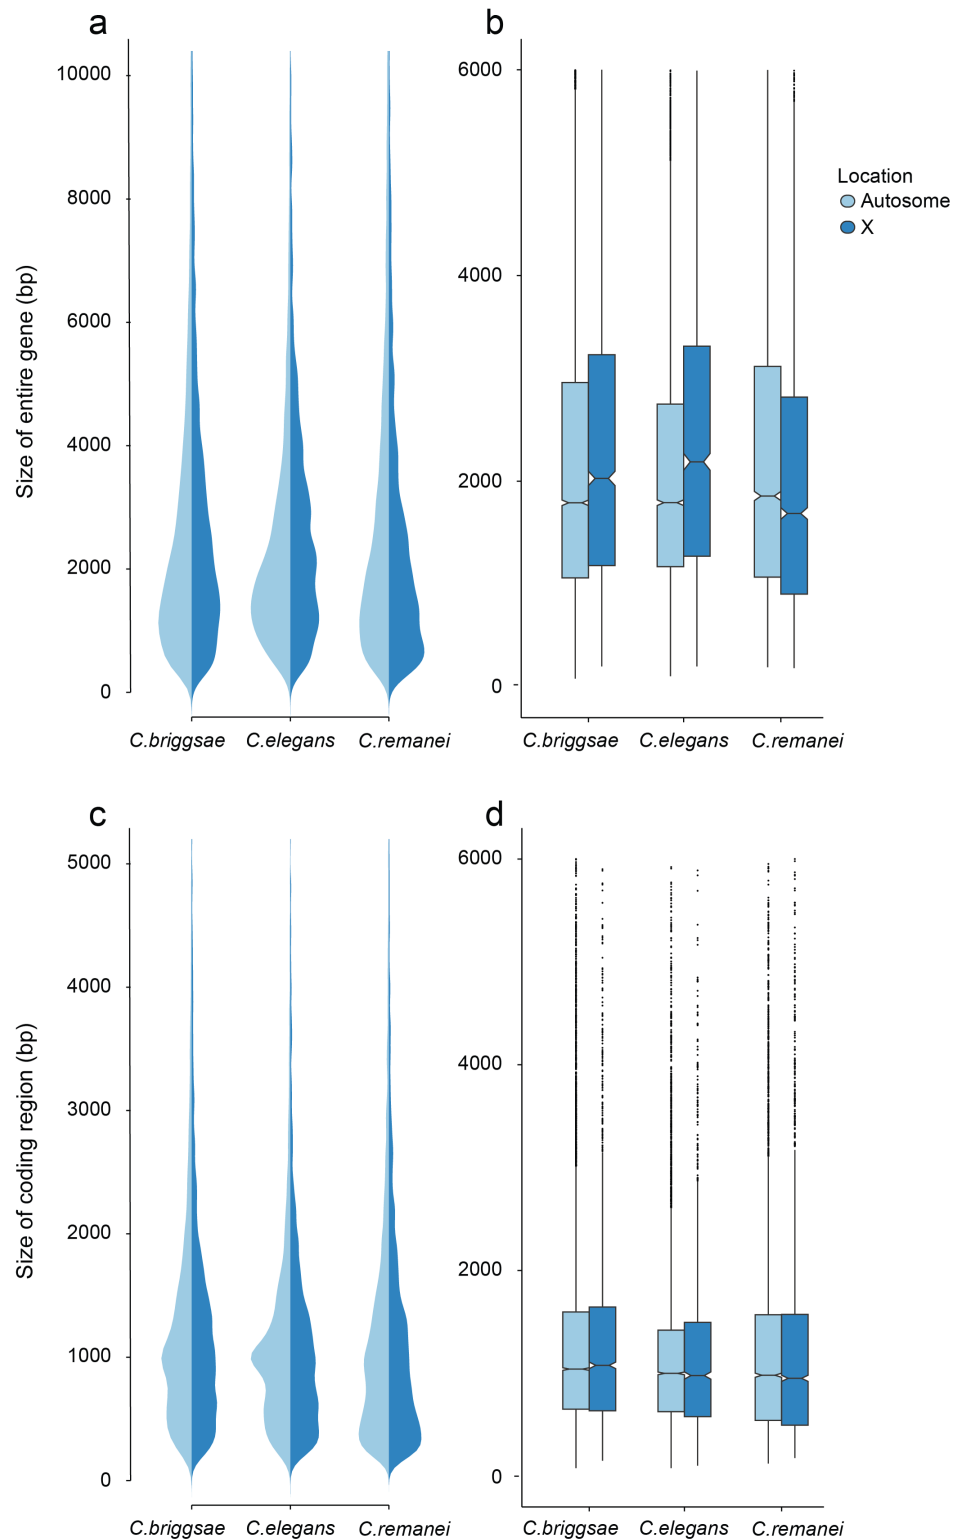 a
10000
8000
6000
4000
2000
0
Size of entire gene (bp)
C.briggsae C.elegans C.remanei
b
6000
4000
2000
0
C.briggsae C.elegans C.remanei
Location
Autosome
X
c
5000
4000
3000
2000
1000
0
Size of coding region (bp)
C.briggsae C.elegans C.remanei
d
6000
4000
2000
0
C.briggsae C.elegans C.remanei